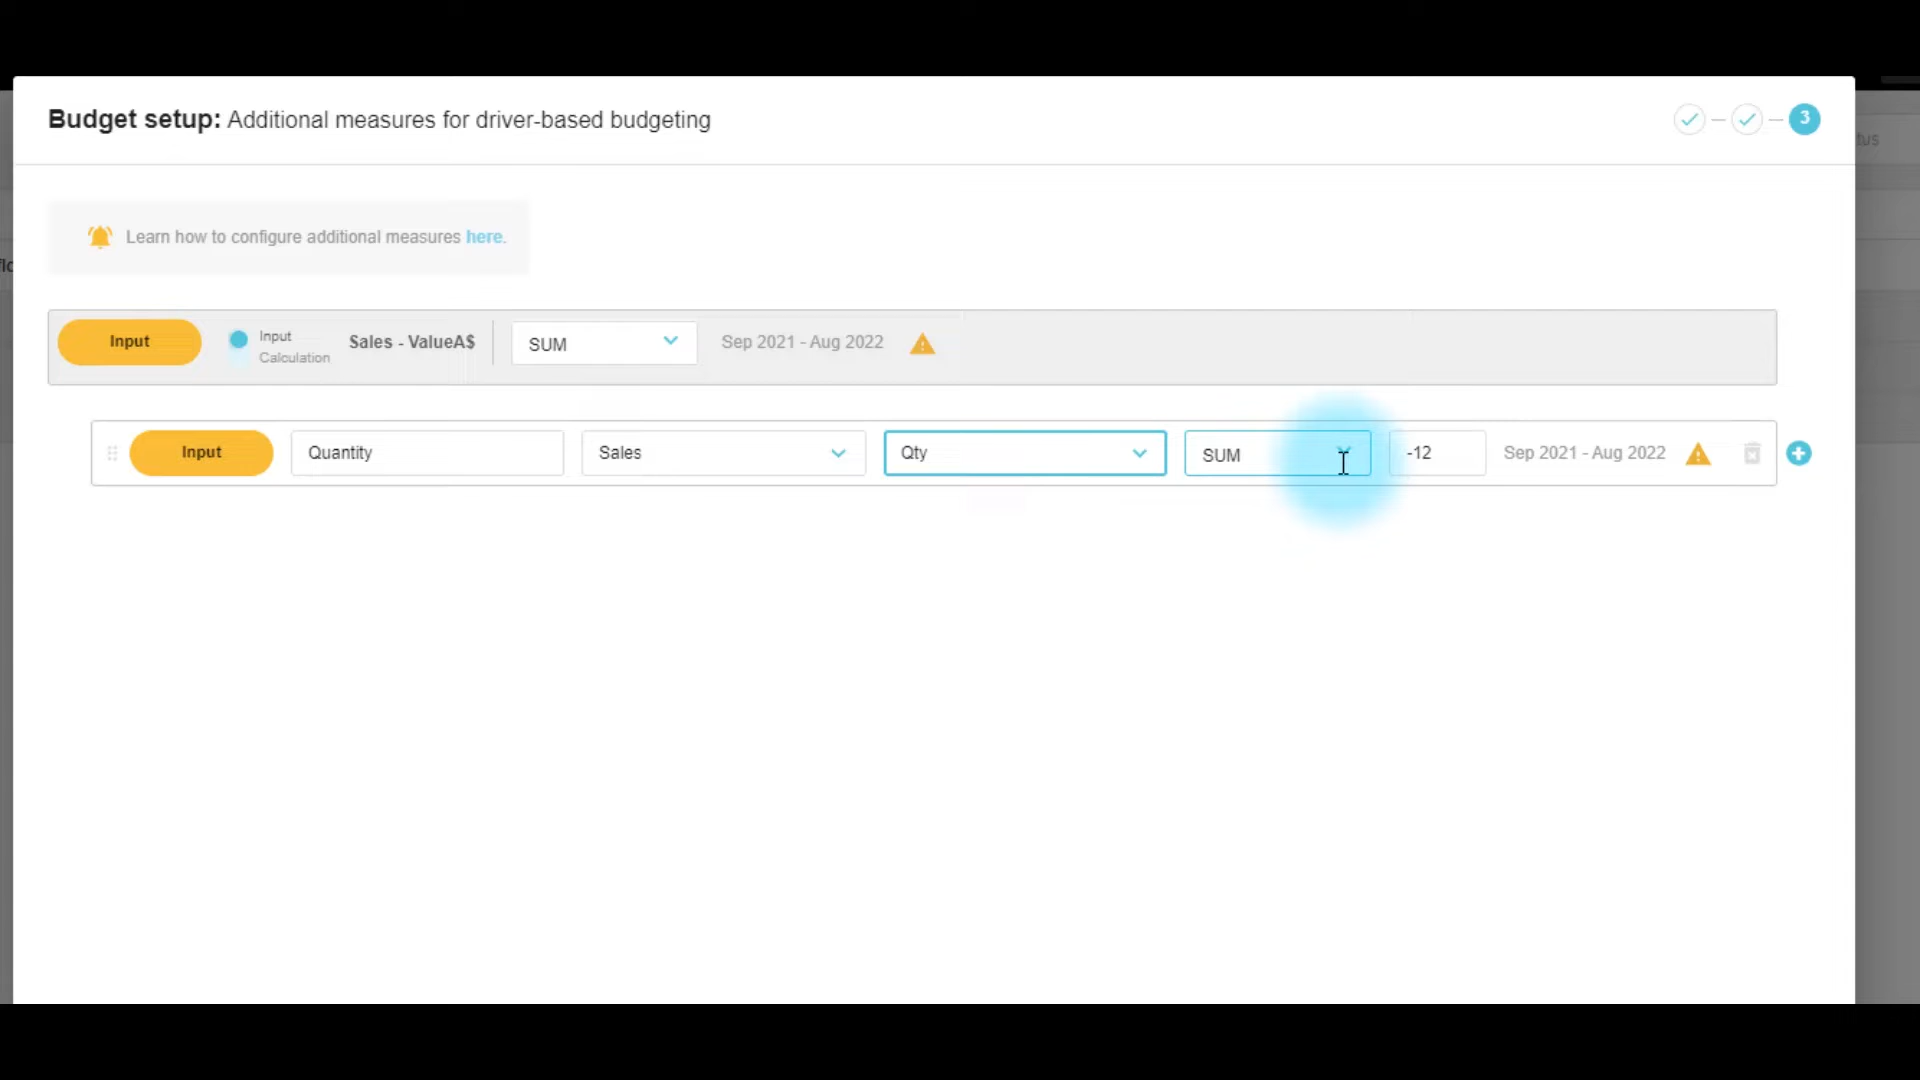 Budget setup: Additional measures for driver-based budgeting
3
tus
Learn how to configure additional measures here.
Input
Input
Calculation
Sales - ValueA$
SUM
Sep 2021 - Aug 2022
Input
Quantity
Sales
Qty
SUM
-12
Sep 2021 - Aug 2022